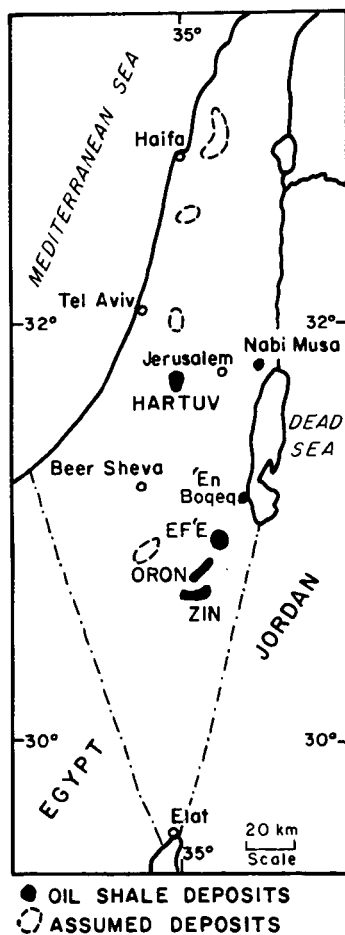 35°
MEDITERRANEAN SEA
Haifa
Tel Aviv
32°
32°
Nabi Musa
Jerusalem
HARTUV
DEAD
SEA
Beer Sheva
'En
Boqeq
EF'E
ORON
ZIN
JORDAN
30°
30°
EGYPT
Elat
35°
20 km
Scale
OIL SHALE DEPOSITS
ASSUMED DEPOSITS